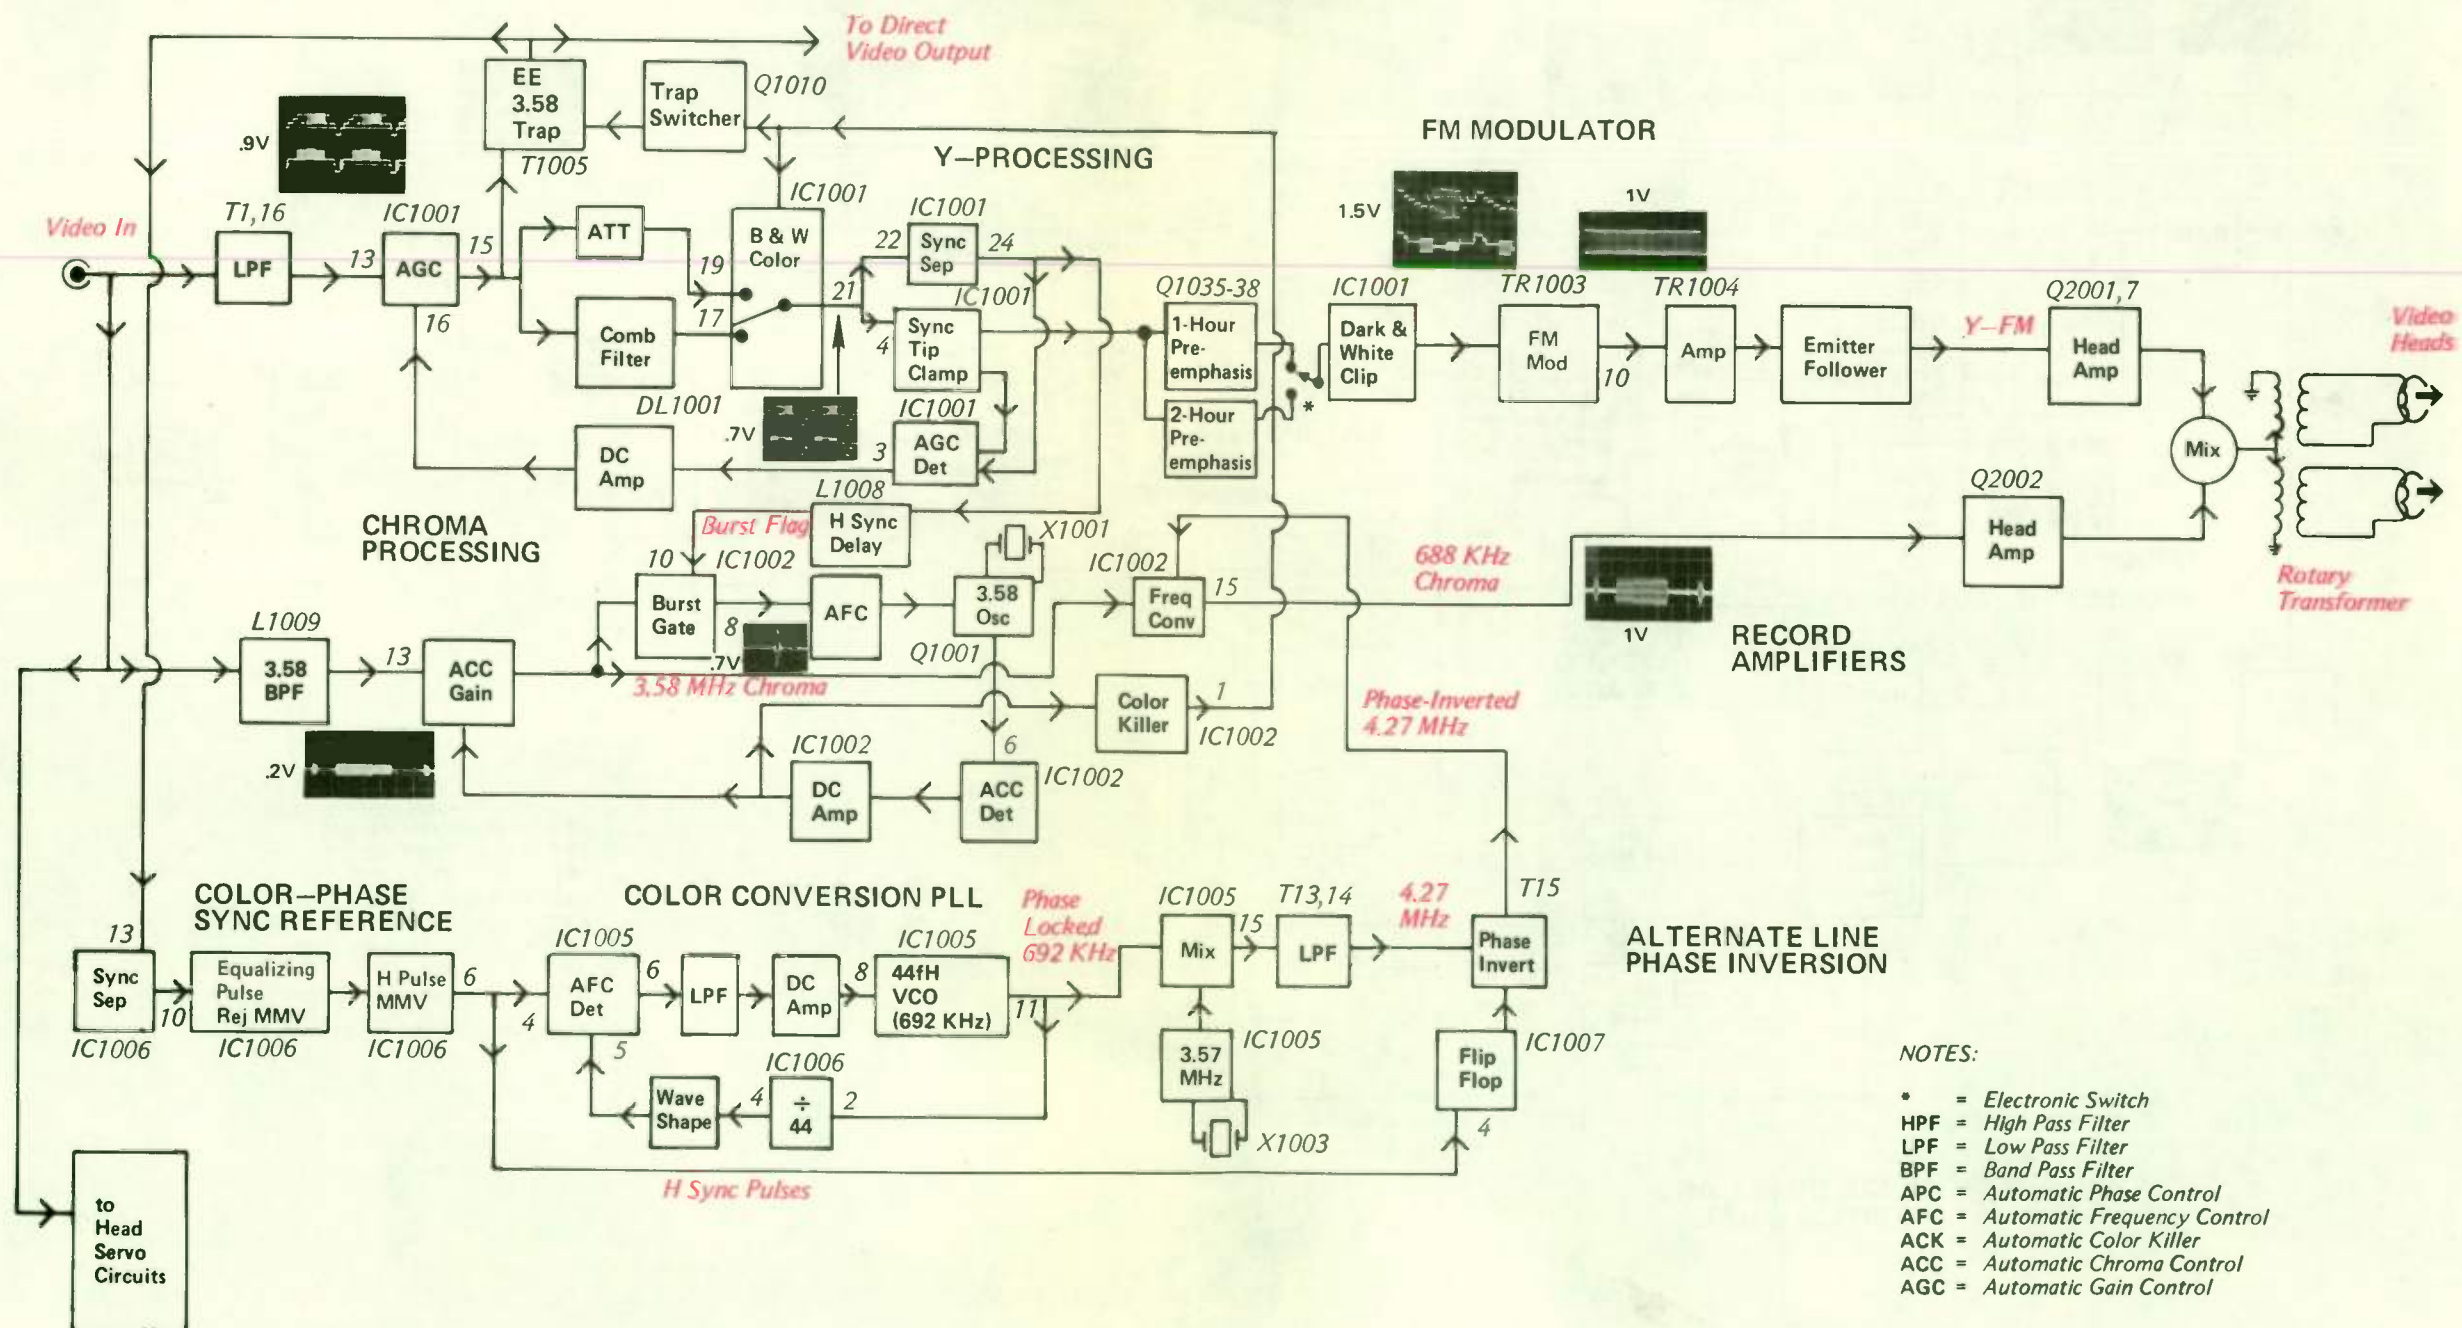 To Direct
Video Output
EE
3.58
Trap
T1005
Trap
Switcher
Q1010
.9V
Y–PROCESSING
FM MODULATOR
1.5V
1V
Video In
T1,16
LPF
13
IC1001
AGC
15
16
ATT
Comb
Filter
DL1001
19
17
IC1001
B & W
Color
21
.7V
22
IC1001
Sync
Sep
24
IC1001
4
Sync
Tip
Clamp
IC1001
AGC
Det
3
DC
Amp
Q1035-38
1-Hour
Pre-
emphasis
2-Hour
Pre-
emphasis
*
IC1001
Dark &
White
Clip
TR1003
FM
Mod
10
TR1004
Amp
Emitter
Follower
Y–FM
Q2001,7
Head
Amp
Mix
Video
Heads
Rotary
Transformer
CHROMA
PROCESSING
L1008
Burst Flag
H Sync
Delay
10
IC1002
Burst
Gate
8
.7V
AFC
X1001
3.58
Osc
Q1001
IC1002
Freq
Conv
15
688 KHz
Chroma
1V
Q2002
Head
Amp
RECORD
AMPLIFIERS
L1009
3.58
BPF
13
ACC
Gain
3.58 MHz Chroma
.2V
Color
Killer
1
IC1002
Phase-Inverted
4.27 MHz
IC1002
DC
Amp
6
IC1002
ACC
Det
COLOR–PHASE
SYNC REFERENCE
COLOR CONVERSION PLL
13
Sync
Sep
10
IC1006
Equalizing
Pulse
Rej MMV
IC1006
H Pulse
MMV
6
IC1006
IC1005
AFC
Det
4
5
6
LPF
DC
Amp
8
IC1005
44fH
VCO
(692 KHz)
11
Phase
Locked
692 KHz
IC1006
÷
44
2
4
Wave
Shape
H Sync Pulses
IC1005
Mix
15
T13,14
LPF
4.27
MHz
T15
Phase
Invert
ALTERNATE LINE
PHASE INVERSION
3.57
MHz
IC1005
X1003
Flip
Flop
IC1007
4
to
Head
Servo
Circuits
NOTES:
* = Electronic Switch
HPF = High Pass Filter
LPF = Low Pass Filter
BPF = Band Pass Filter
APC = Automatic Phase Control
AFC = Automatic Frequency Control
ACK = Automatic Color Killer
ACC = Automatic Chroma Control
AGC = Automatic Gain Control